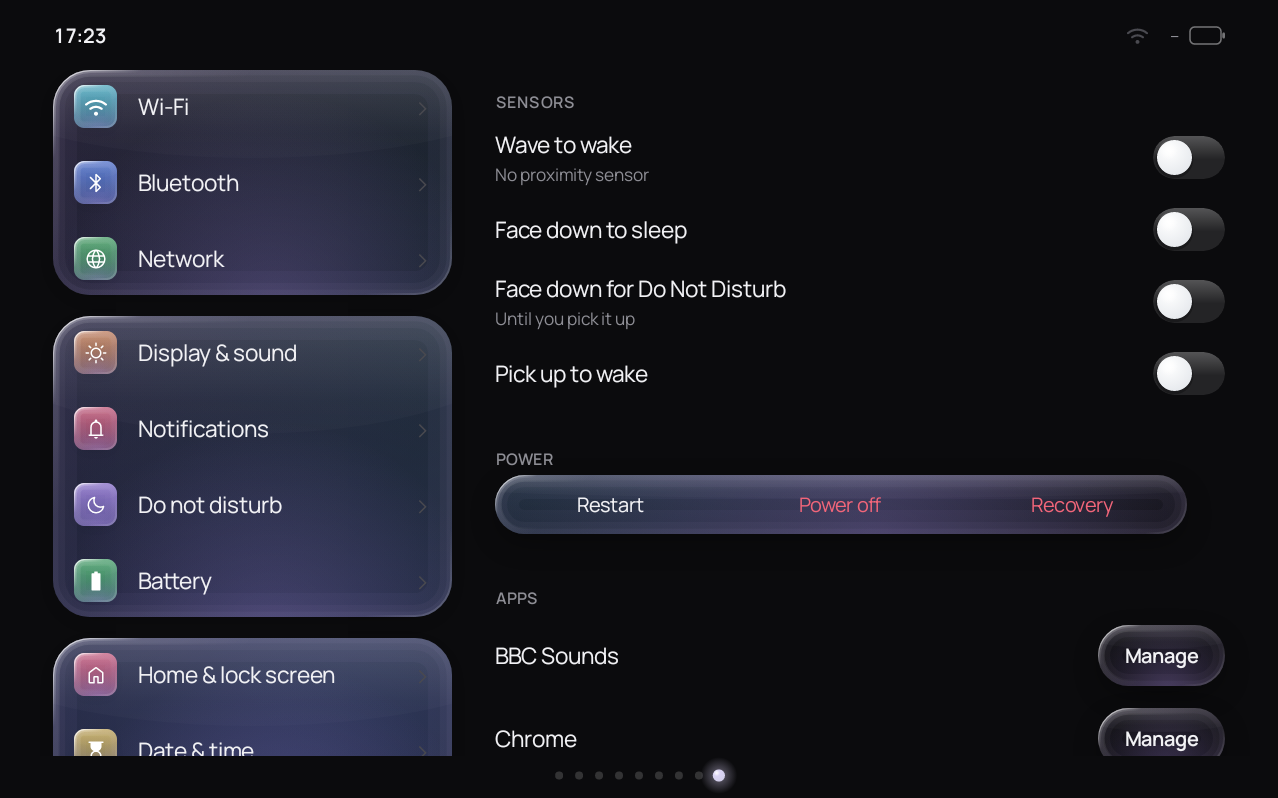 17:23
–
Wi-Fi
Bluetooth
Network
Display & sound
Notifications
Do not disturb
Battery
Home & lock screen
Date & time
SENSORS
Wave to wake
No proximity sensor
Face down to sleep
Face down for Do Not Disturb
Until you pick it up
Pick up to wake
POWER
Restart Power off Recovery
APPS
BBC Sounds Manage
Chrome Manage